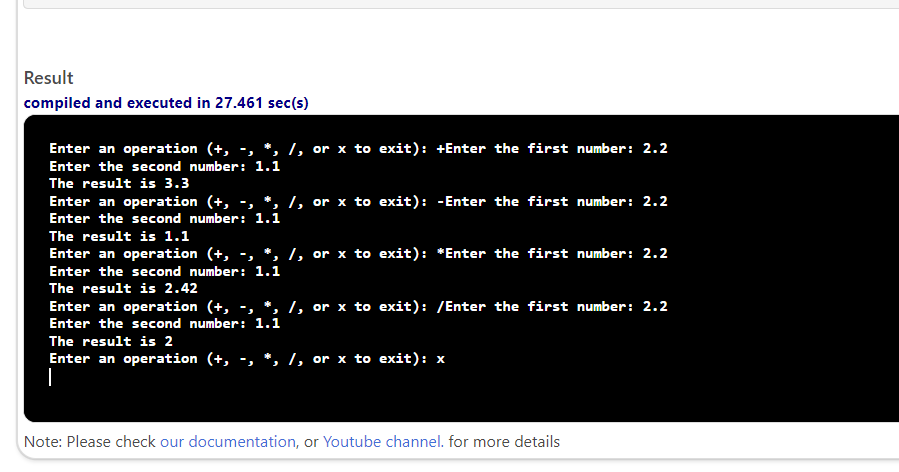 Result
compiled and executed in 27.461 sec(s)
Enter an operation (+, -, *, /, or x to exit): +Enter the first number: 2.2
Enter the second number: 1.1
The result is 3.3
Enter an operation (+, -, *, /, or x to exit): -Enter the first number: 2.2
Enter the second number: 1.1
The result is 1.1
Enter an operation (+, -, *, /, or x to exit): *Enter the first number: 2.2
Enter the second number: 1.1
The result is 2.42
Enter an operation (+, -, *, /, or x to exit): /Enter the first number: 2.2
Enter the second number: 1.1
The result is 2
Enter an operation (+, -, *, /, or x to exit): x
Note: Please check our documentation, or Youtube channel. for more details